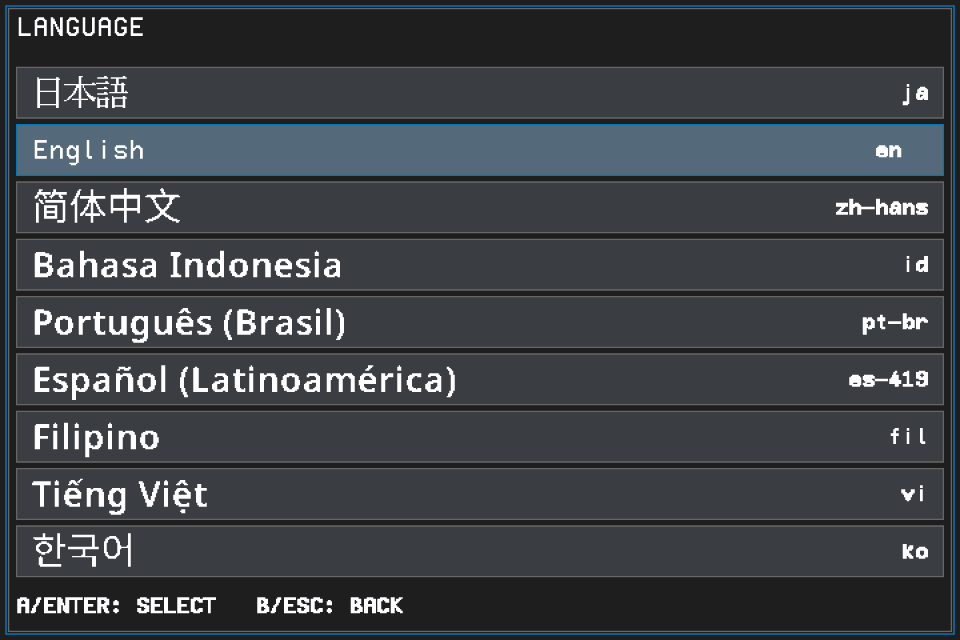 LANGUAGE
日本語 ja
English en
简体中文 zh-hans
Bahasa Indonesia id
Português (Brasil) pt-br
Español (Latinoamérica) es-419
Filipino fil
Tiếng Việt vi
한국어 ko
A/ENTER: SELECT B/ESC: BACK